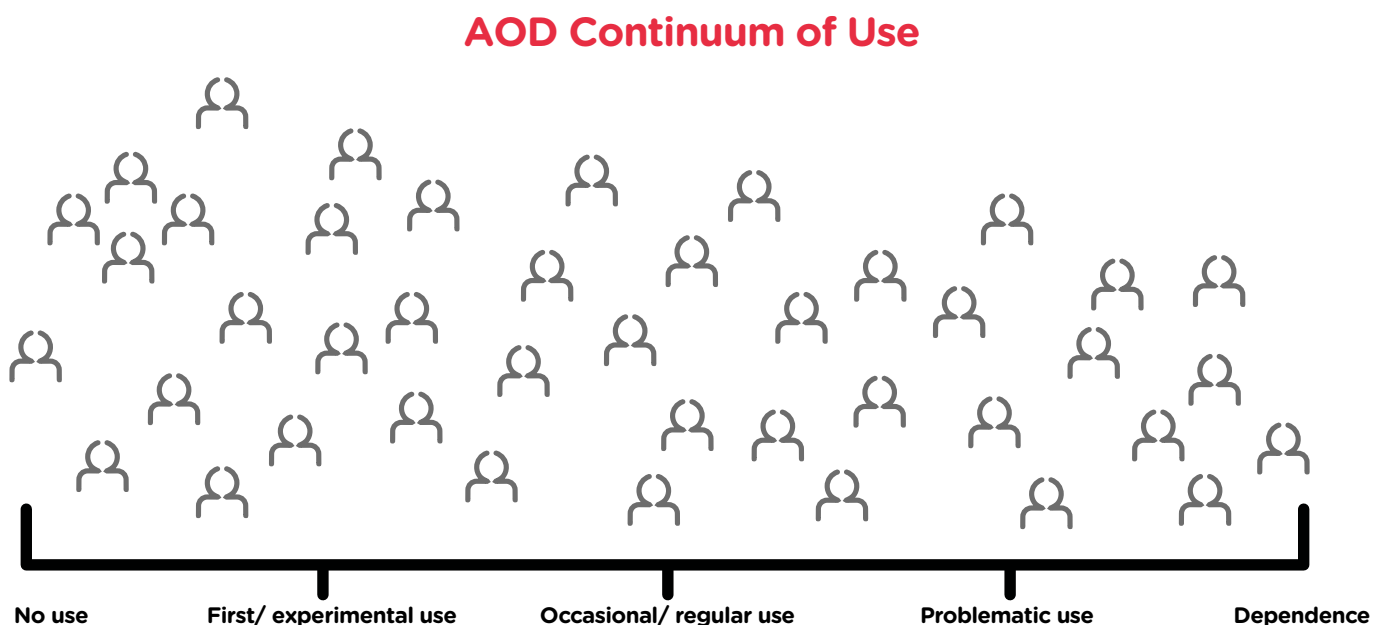 AOD Continuum of Use
No use
First/ experimental use
Occasional/ regular use
Problematic use
Dependence